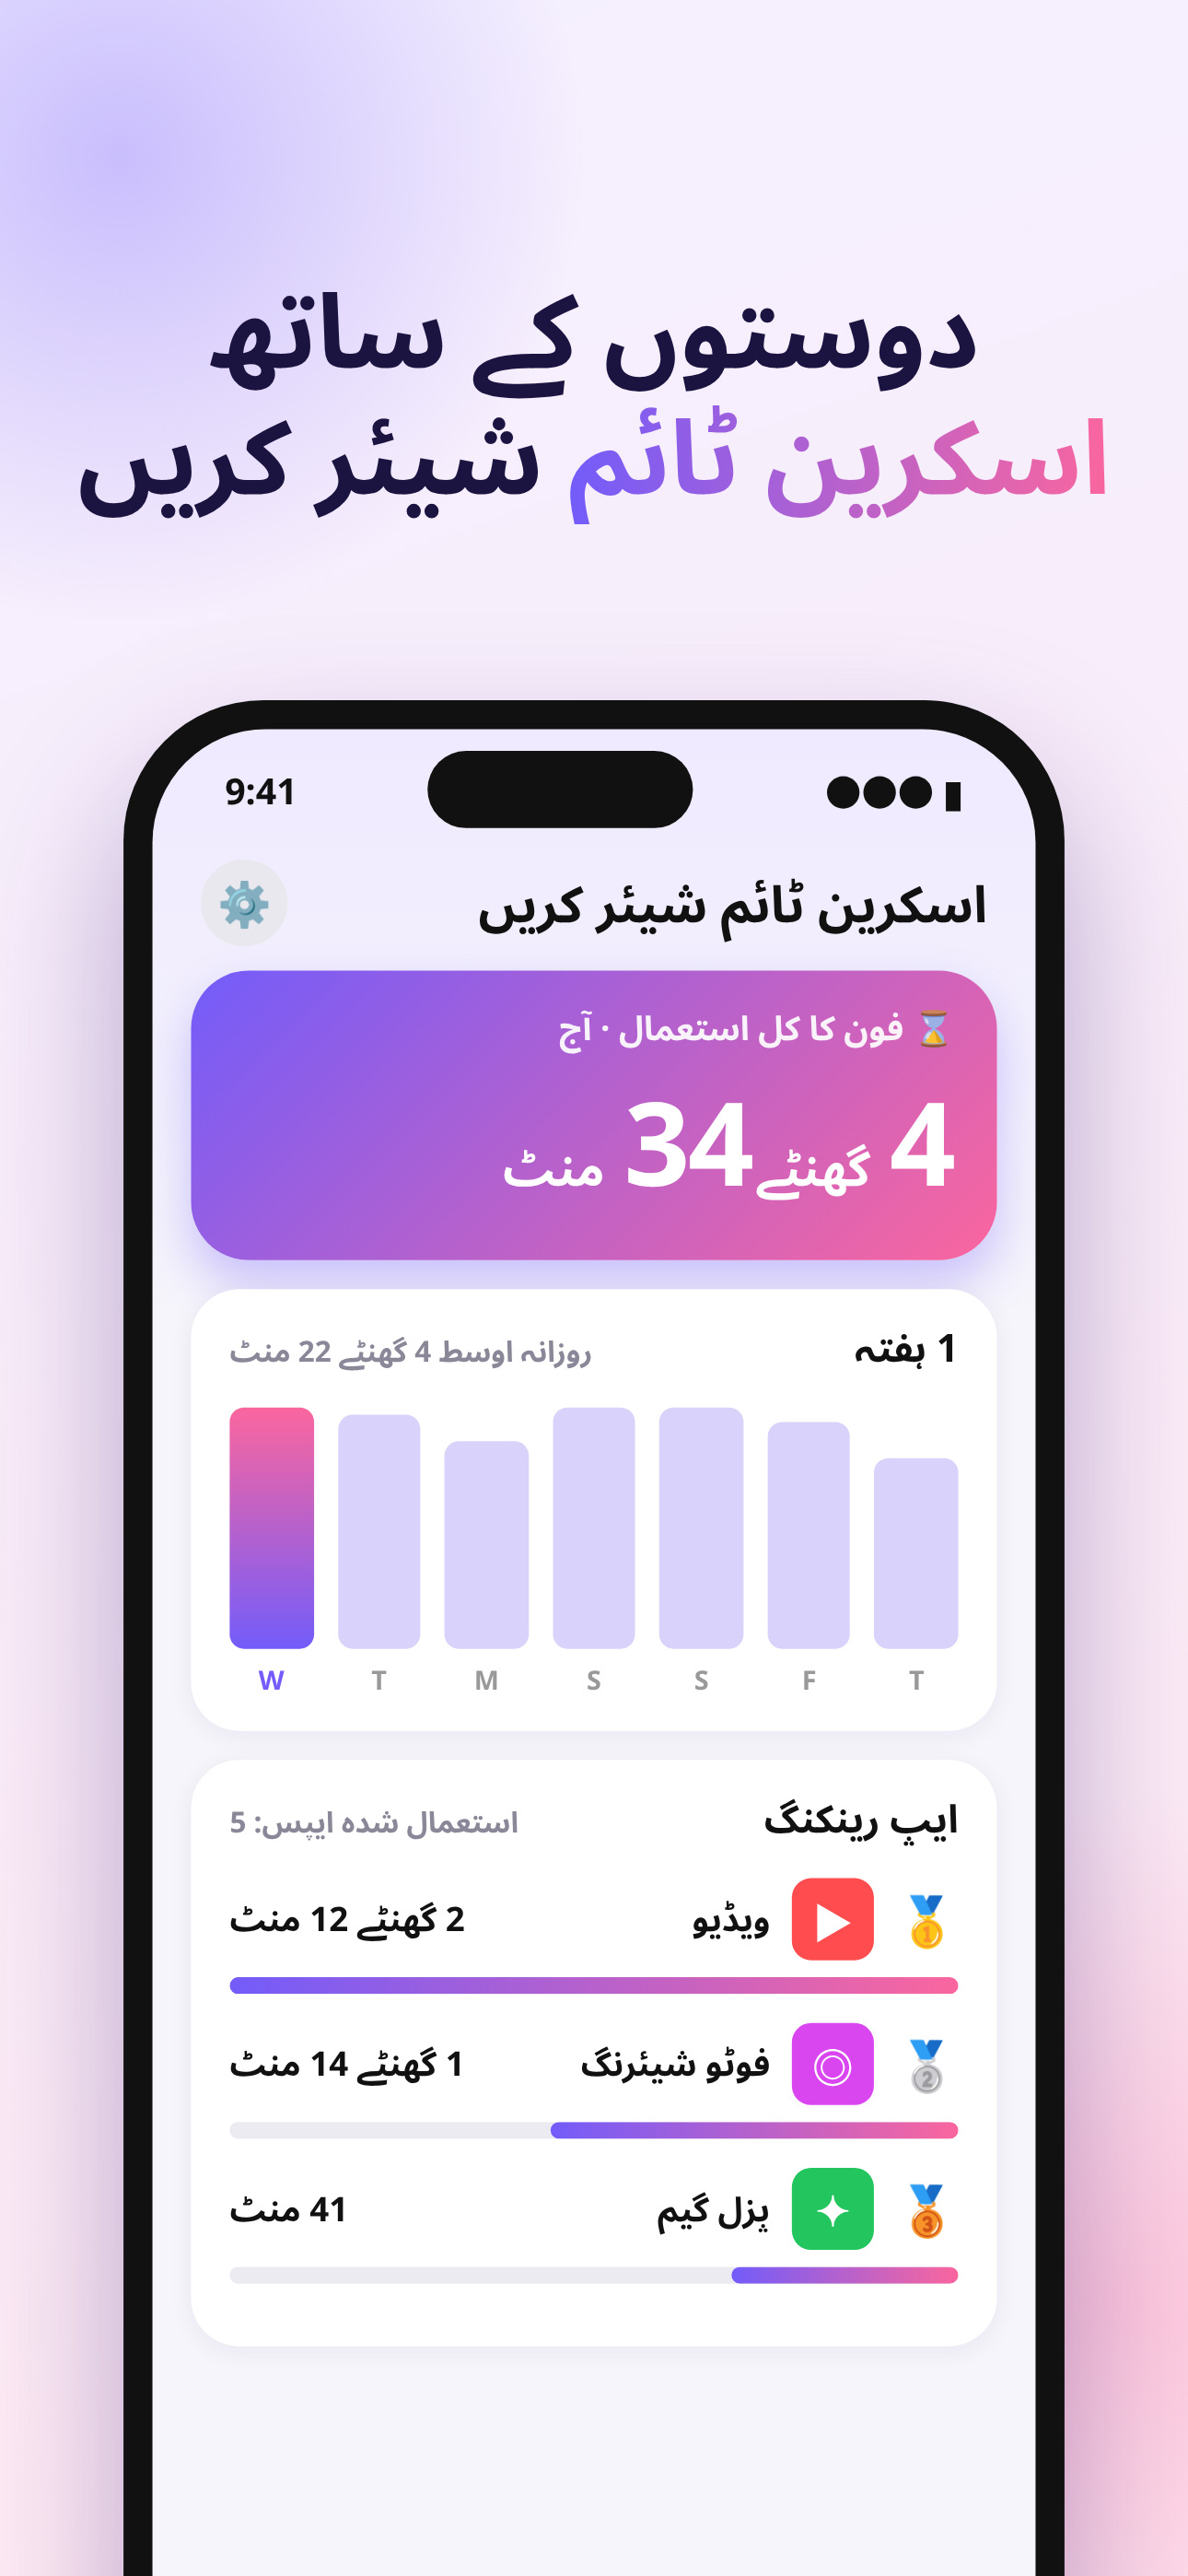 دوستوں کے ساتھ
اسکرین ٹائم شیئر کریں
9:41
اسکرین ٹائم شیئر کریں
⌛ فون کا کل استعمال · آج
4 گھنٹے 34 منٹ
1 ہفتہ
روزانہ اوسط 4 گھنٹے 22 منٹ
T F S S M T W
ایپ رینکنگ
استعمال شدہ ایپس: 5
🥇 ویڈیو 2 گھنٹے 12 منٹ
🥈 فوٹو شیئرنگ 1 گھنٹے 14 منٹ
🥉 پزل گیم 41 منٹ